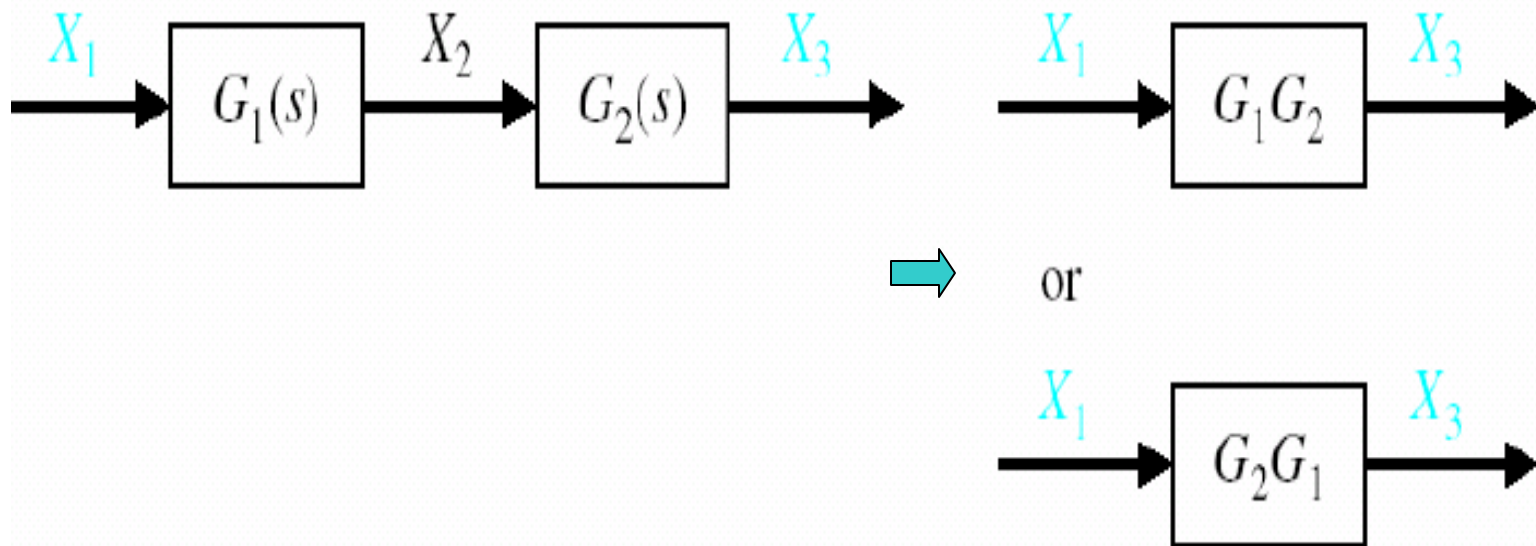 X₁ G₁(s) X₂ G₂(s) X₃
X₁ G₁G₂ X₃
or
X₁ G₂G₁ X₃